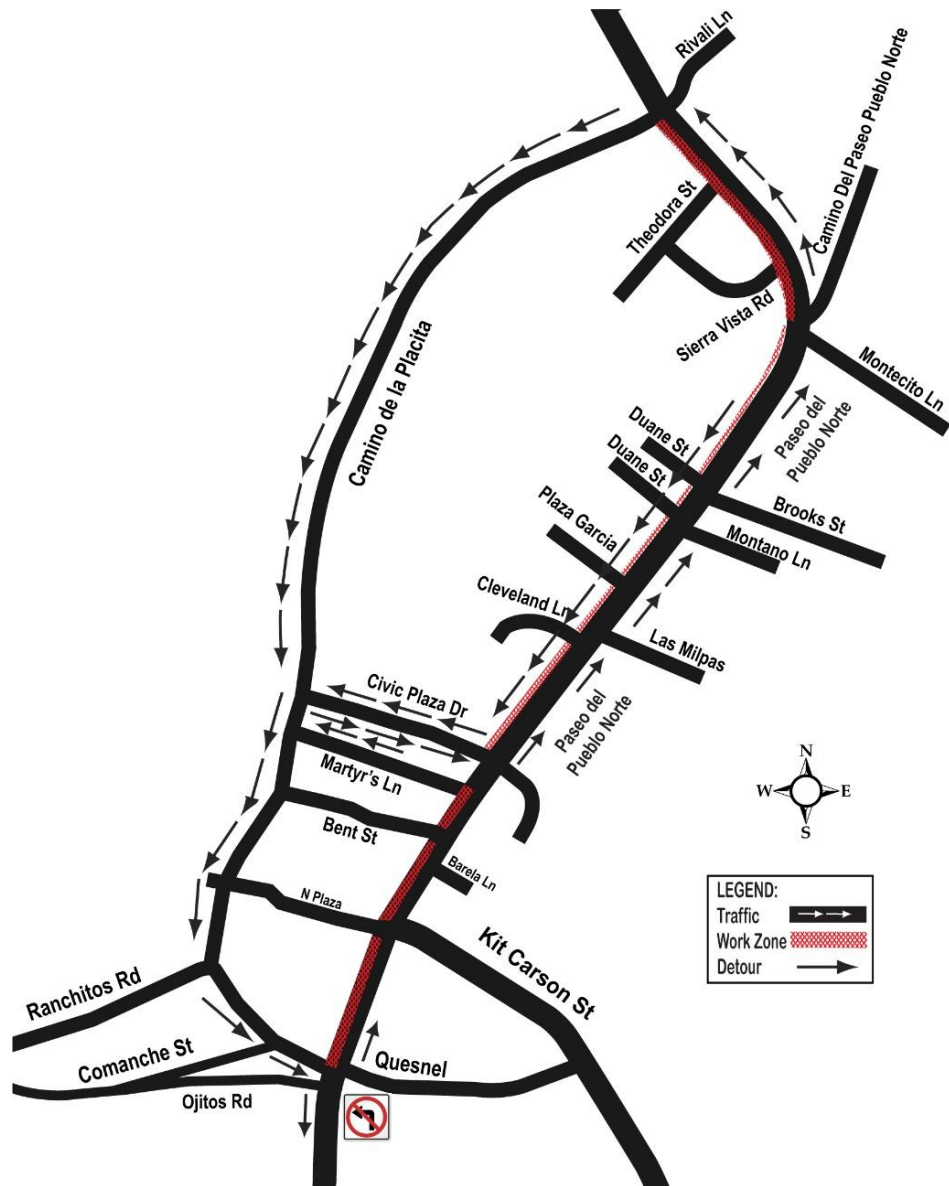 Rivali Ln
Camino Del Paseo Pueblo Norte
Theodora St
Sierra Vista Rd
Montecito Ln
Camino de la Placita
Paseo del
Pueblo Norte
Duane St
Duane St
Brooks St
Plaza Garcia
Montano Ln
Cleveland Ln
Las Milpas
Civic Plaza Dr
Paseo del
Pueblo Norte
Martyr's Ln
Bent St
Barela Ln
N Plaza
Kit Carson St
N
W E
S
LEGEND:
Traffic
Work Zone
Detour
Ranchitos Rd
Comanche St
Quesnel
Ojitos Rd